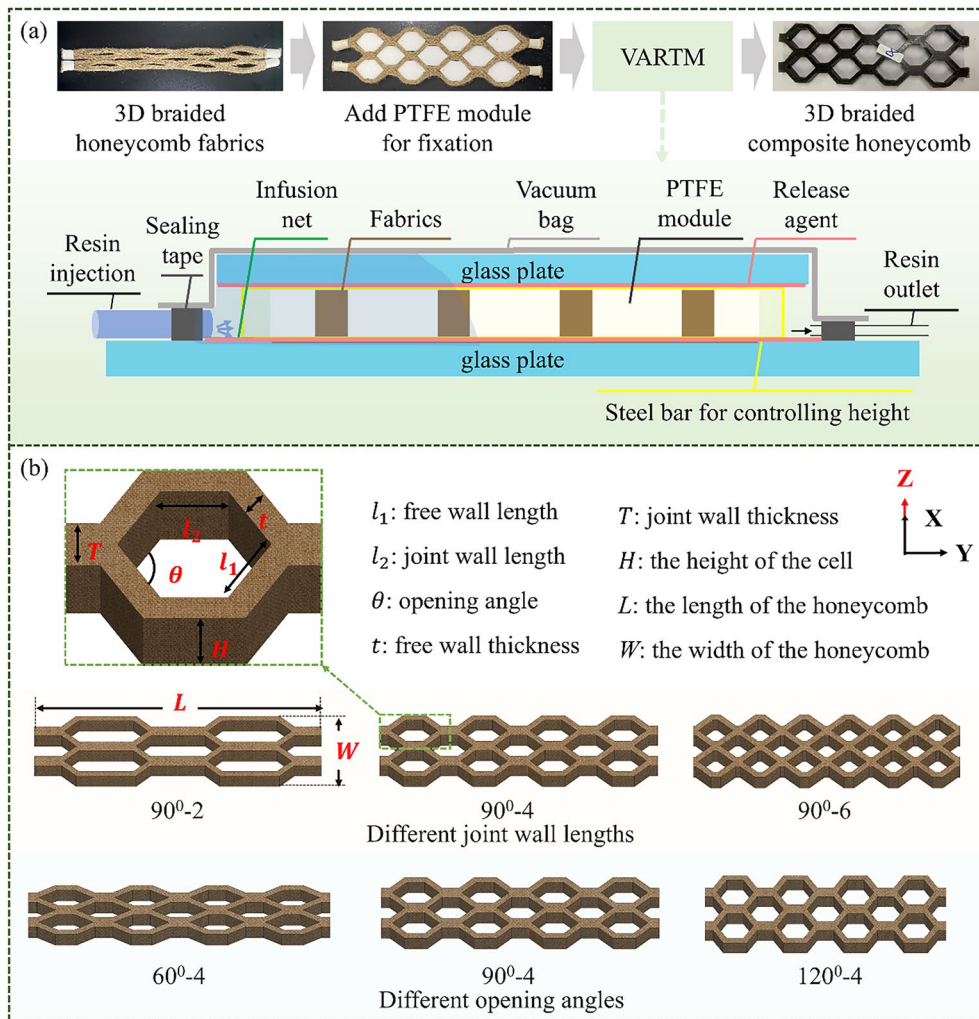 (a)
VARTM
3D braided
honeycomb fabrics
Add PTFE module
for fixation
3D braided
composite honeycomb
Resin
injection
Sealing
tape
Infusion
net
Fabrics
Vacuum
bag
PTFE
module
Release
agent
Resin
outlet
glass plate
glass plate
Steel bar for controlling height
(b)
T
l₂
t
l₁
θ
H
l₁: free wall length
l₂: joint wall length
θ: opening angle
t: free wall thickness
T: joint wall thickness
H: the height of the cell
L: the length of the honeycomb
W: the width of the honeycomb
Z
X
Y
L
W
90⁰-2
90⁰-4
90⁰-6
Different joint wall lengths
60⁰-4
90⁰-4
120⁰-4
Different opening angles